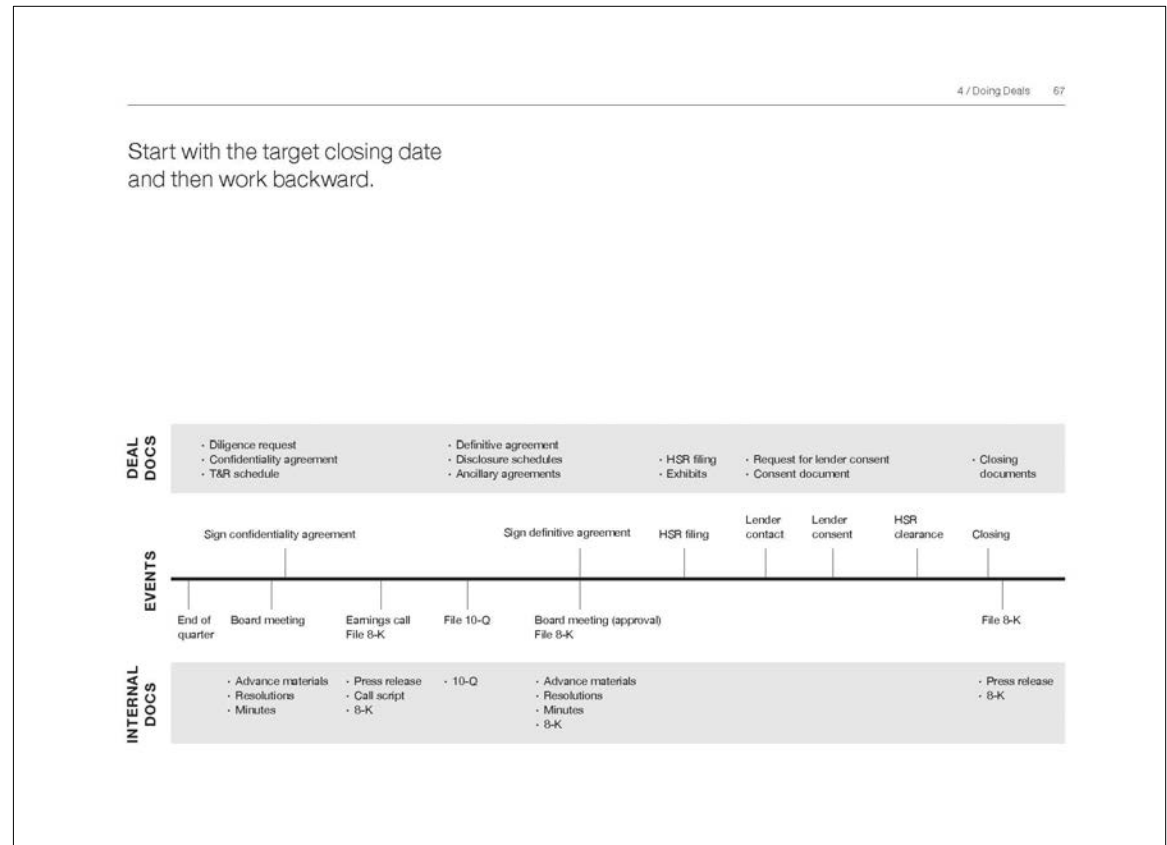 4 / Doing Deals 67
Start with the target closing date
and then work backward.
DEAL
DOCS
· Diligence request
· Confidentiality agreement
· T&R schedule
· Definitive agreement
· Disclosure schedules
· Ancillary agreements
· HSR filing
· Exhibits
· Request for lender consent
· Consent document
· Closing
documents
EVENTS
Sign confidentiality agreement
Sign definitive agreement
HSR filing
Lender
contact
Lender
consent
HSR
clearance
Closing
End of
quarter
Board meeting
Earnings call
File 8-K
File 10-Q
Board meeting (approval)
File 8-K
File 8-K
INTERNAL
DOCS
· Advance materials
· Resolutions
· Minutes
· Press release
· Call script
· 8-K
· 10-Q
· Advance materials
· Resolutions
· Minutes
· 8-K
· Press release
· 8-K